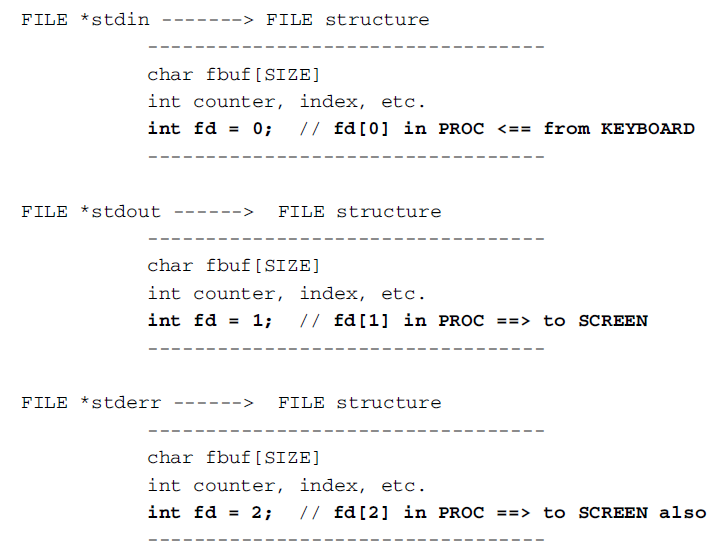 FILE *stdin -------> FILE structure
----------------------------------
char fbuf[SIZE]
int counter, index, etc.
int fd = 0;  // fd[0] in PROC <== from KEYBOARD
----------------------------------
FILE *stdout ------>  FILE structure
----------------------------------
char fbuf[SIZE]
int counter, index, etc.
int fd = 1;  // fd[1] in PROC ==> to SCREEN
----------------------------------
FILE *stderr ------>  FILE structure
----------------------------------
char fbuf[SIZE]
int counter, index, etc.
int fd = 2;  // fd[2] in PROC ==> to SCREEN also
----------------------------------